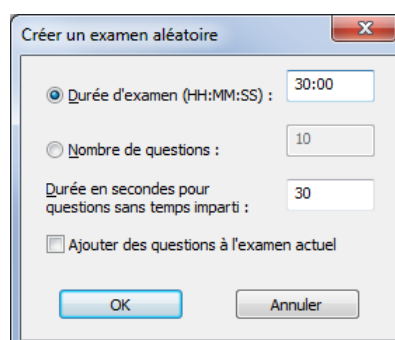 Créer un examen aléatoire
Durée d'examen (HH:MM:SS) : 30:00
Nombre de questions : 10
Durée en secondes pour
questions sans temps imparti : 30
Ajouter des questions à l'examen actuel
OK Annuler